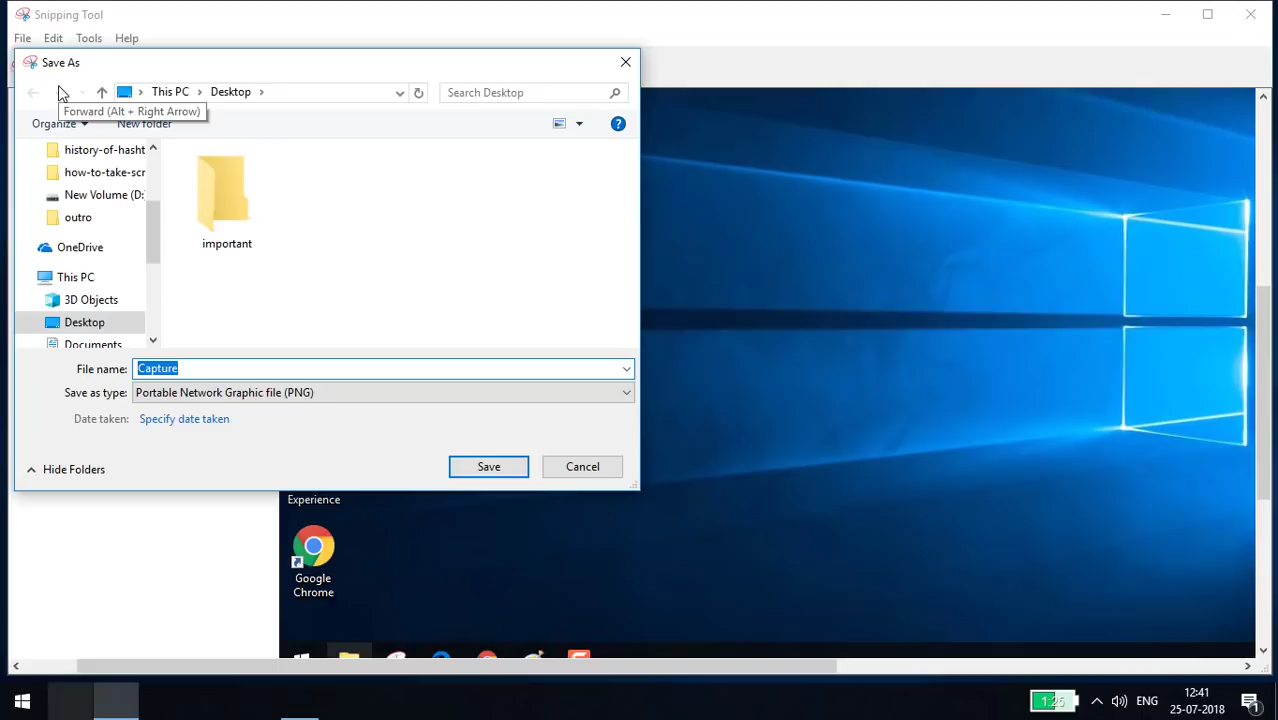 Snipping Tool
File Edit Tools Help
Save As
This PC Desktop
Search Desktop
Forward (Alt + Right Arrow)
Organize New folder
history-of-hasht
how-to-take-scr
New Volume (D:
outro
OneDrive
This PC
3D Objects
Desktop
Documents
important
File name: Capture
Save as type: Portable Network Graphic file (PNG)
Date taken: Specify date taken
Hide Folders
Save
Cancel
Experience
Google
Chrome
1:25
ENG
12:41
25-07-2018
1